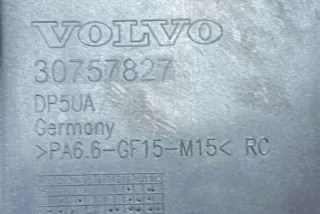 VOLVO
30757827
DP5UA
Germany
>PA6.6-GF15-M15< RC